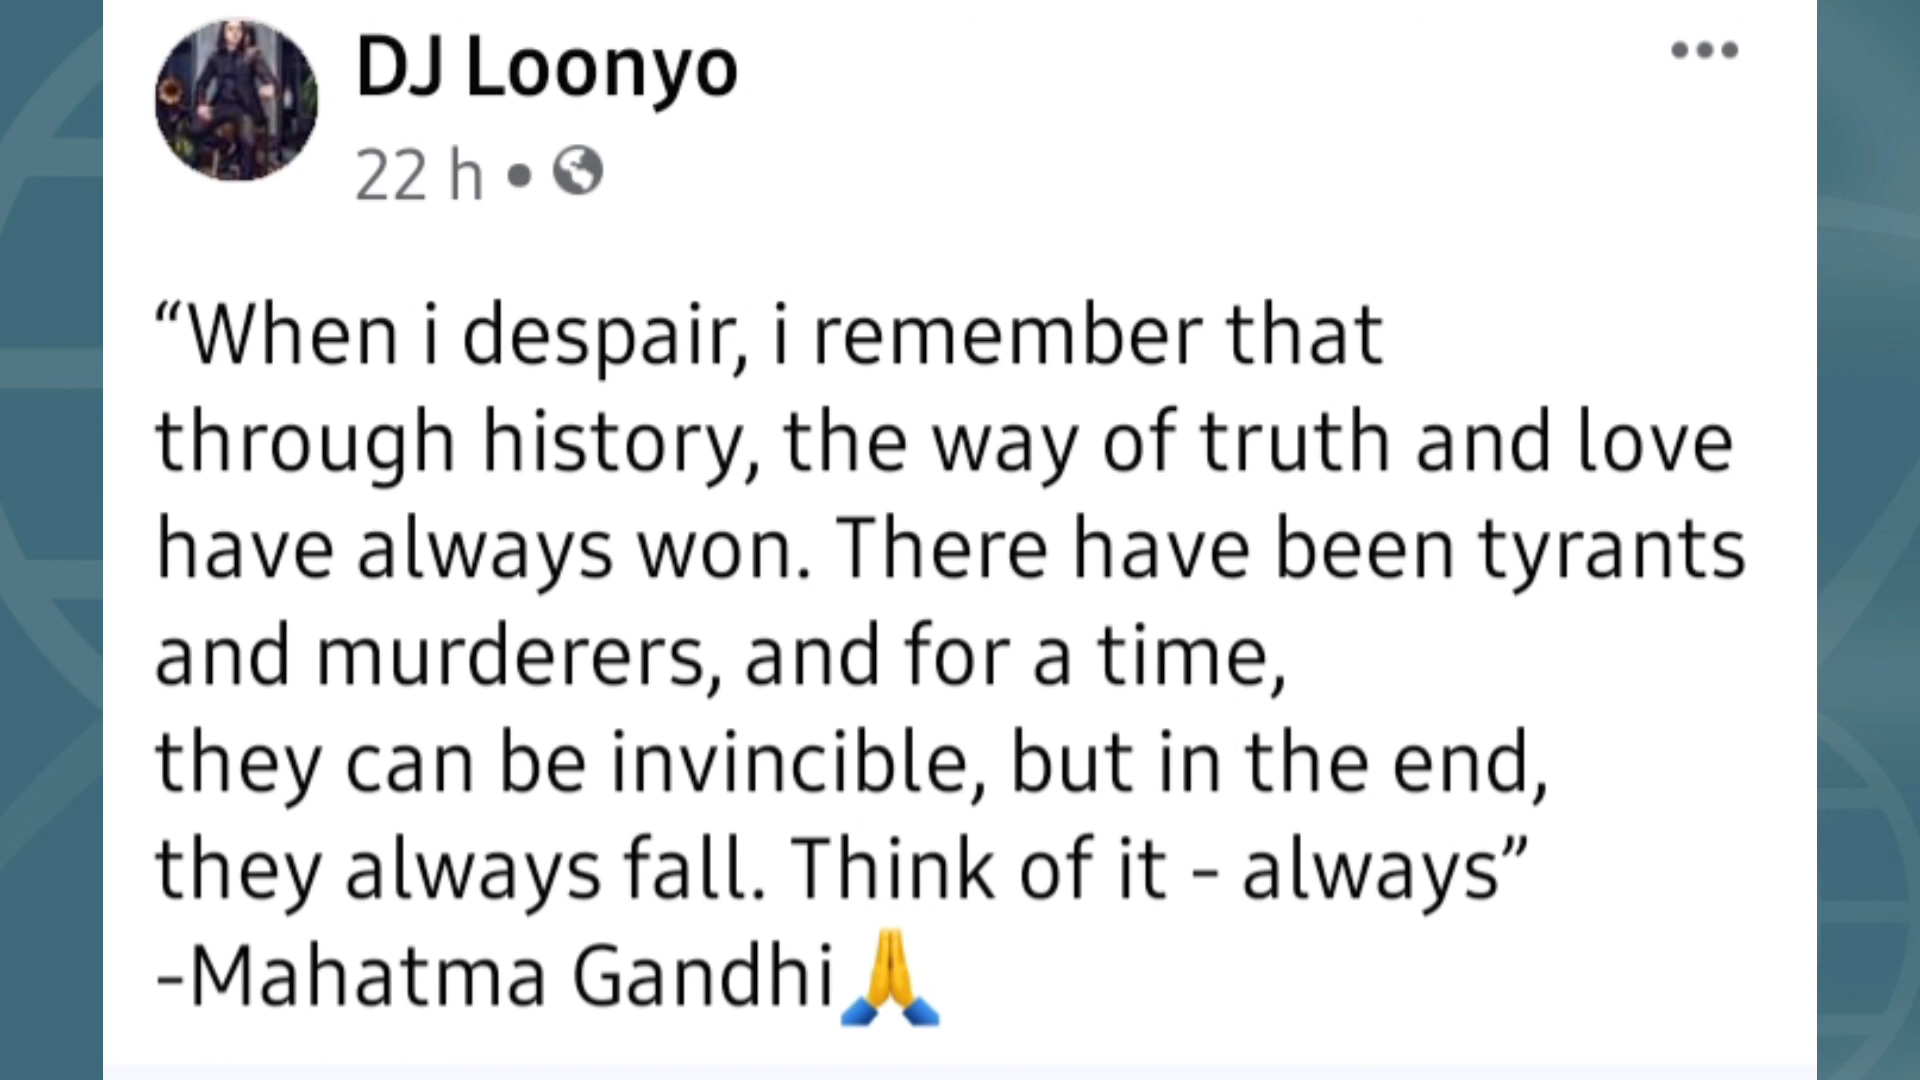 DJ Loonyo
22 h •
“When i despair, i remember that
through history, the way of truth and love
have always won. There have been tyrants
and murderers, and for a time,
they can be invincible, but in the end,
they always fall. Think of it - always”
-Mahatma Gandhi🙏